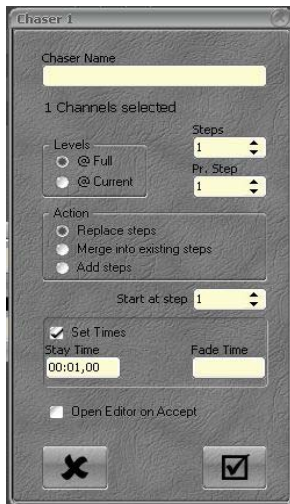 Chaser 1
Chaser Name
1 Channels selected
Steps
Levels
1
@ Full
Pr. Step
@ Current
1
Action
Replace steps
Merge into existing steps
Add steps
Start at step 1
Set Times
Stay Time Fade Time
00:01,00
Open Editor on Accept